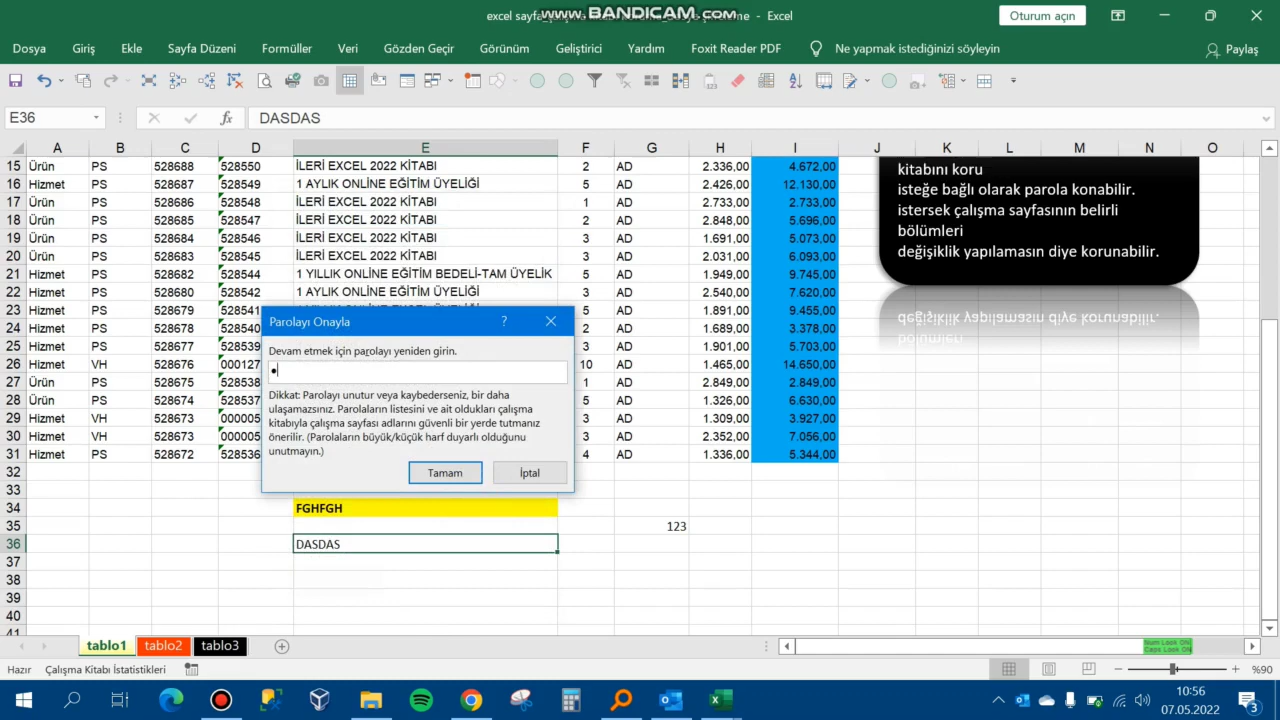 www.BANDICAM.com
excel sayfa
me - Excel
Oturum açın
Dosya Giriş Ekle Sayfa Düzeni Formüller Veri Gözden Geçir Görünüm Geliştirici Yardım Foxit Reader PDF Ne yapmak istediğinizi söyleyin Paylaş
E36 fx DASDAS
A B C D E F G H I J K L M N O
15 Ürün PS 528688 528550 İLERİ EXCEL 2022 KİTABI 2 AD 2.336,00 4.672,00
16 Hizmet PS 528687 528549 1 AYLIK ONLİNE EĞİTİM ÜYELİĞİ 5 AD 2.426,00 12.130,00
17 Ürün PS 528686 528548 İLERİ EXCEL 2022 KİTABI 1 AD 2.733,00 2.733,00
18 Ürün PS 528685 528547 İLERİ EXCEL 2022 KİTABI 2 AD 2.848,00 5.696,00
19 Ürün PS 528684 528546 İLERİ EXCEL 2022 KİTABI 3 AD 1.691,00 5.073,00
20 Ürün PS 528683 528545 İLERİ EXCEL 2022 KİTABI 3 AD 2.031,00 6.093,00
21 Hizmet PS 528682 528544 1 YILLIK ONLİNE EĞİTİM BEDELİ-TAM ÜYELİK 5 AD 1.949,00 9.745,00
22 Hizmet PS 528680 528542 1 AYLIK ONLİNE EĞİTİM ÜYELİĞİ 3 AD 2.540,00 7.620,00
23 Hizmet PS 528679 528541 5 AD 1.891,00 9.455,00
24 Hizmet PS 528678 528540 2 AD 1.689,00 3.378,00
25 Hizmet PS 528677 528539 3 AD 1.901,00 5.703,00
26 Hizmet VH 528676 000127 10 AD 1.465,00 14.650,00
27 Ürün PS 528675 528538 1 AD 2.849,00 2.849,00
28 Ürün PS 528674 528537 5 AD 1.326,00 6.630,00
29 Hizmet VH 528673 000005 3 AD 1.309,00 3.927,00
30 Hizmet VH 528673 000005 3 AD 2.352,00 7.056,00
31 Hizmet PS 528672 528536 4 AD 1.336,00 5.344,00
32
33
34 FGHFGH
35 123
36 DASDAS
37
38
39
40
41
kitabını koru
isteğe bağlı olarak parola konabilir.
istersek çalışma sayfasının belirli
bölümleri
değişiklik yapılamasın diye korunabilir.
Parolayı Onayla ?
Devam etmek için parolayı yeniden girin.
Dikkat: Parolayı unutur veya kaybederseniz, bir daha
ulaşamazsınız. Parolaların listesini ve ait oldukları çalışma
kitabıyla çalışma sayfası adlarını güvenli bir yerde tutmanız
önerilir. (Parolaların büyük/küçük harf duyarlı olduğunu
unutmayın.)
Tamam İptal
tablo1 tablo2 tablo3
Num Lock ON
Caps Lock ON
Hazır Çalışma Kitabı İstatistikleri %90
10:56
07.05.2022
3